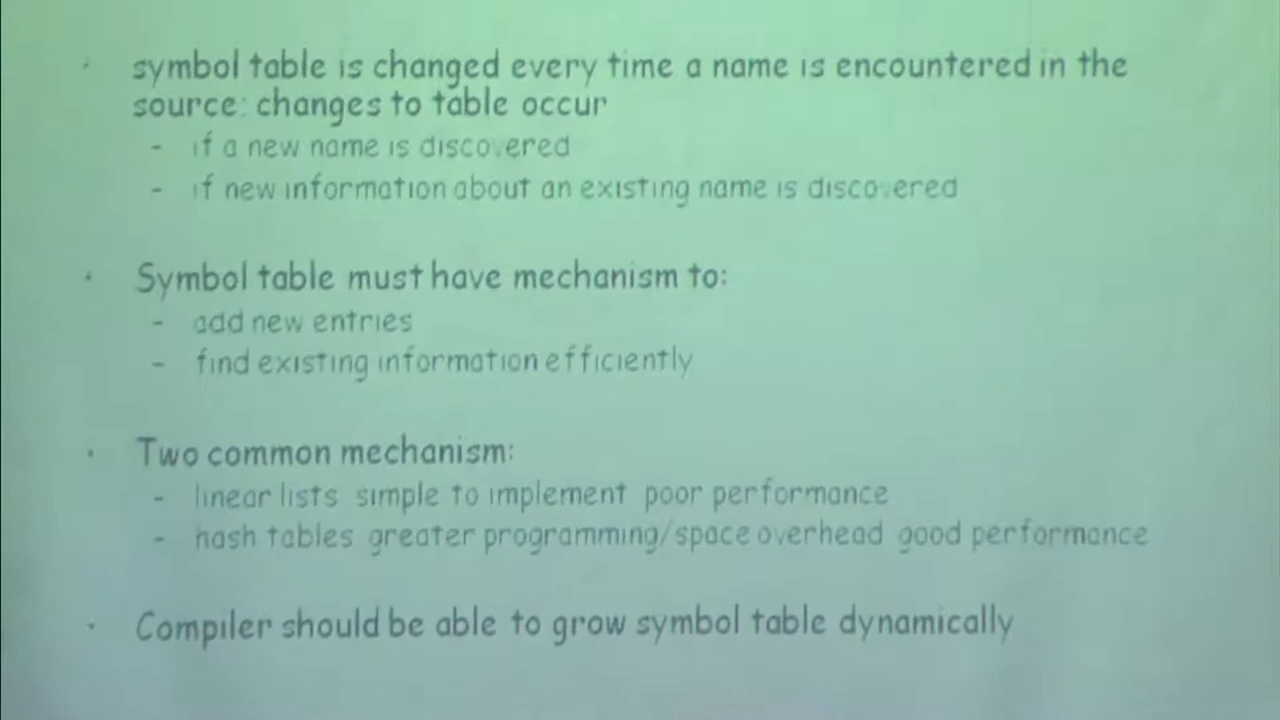 symbol table is changed every time a name is encountered in the
source: changes to table occur
- if a new name is discovered
- if new information about an existing name is discovered
Symbol table must have mechanism to:
- add new entries
- find existing information efficiently
Two common mechanism:
- linear lists simple to implement poor performance
- hash tables greater programming/space overhead good performance
Compiler should be able to grow symbol table dynamically